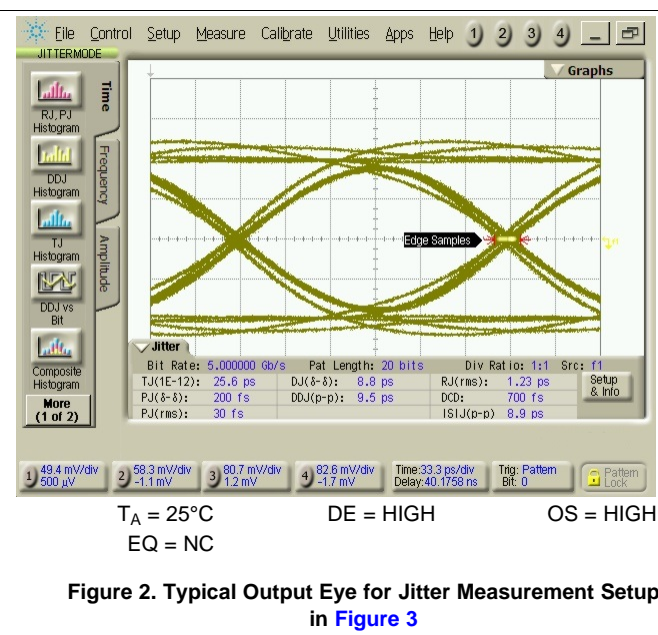 File Control Setup Measure Calibrate Utilities Apps Help 1 2 3 4
JITTERMODE
Graphs
RJ, PJ
Histogram
DDJ
Histogram
TJ
Histogram
DDJ vs
Bit
Composite
Histogram
More
(1 of 2)
Time
Frequency
Amplitude
Edge Samples
Jitter
Bit Rate: 5.000000 Gb/s Pat Length: 20 bits Div Ratio: 1:1 Src: f1
TJ(1E-12): 25.6 ps DJ(δ-δ): 8.8 ps RJ(rms): 1.23 ps
PJ(δ-δ): 200 fs DDJ(p-p): 9.5 ps DCD: 700 fs
PJ(rms): 30 fs ISIJ(p-p) 8.9 ps
Setup
& Info
1 49.4 mV/div
500 µV
2 58.3 mV/div
-1.1 mV
3 80.7 mV/div
1.2 mV
4 82.6 mV/div
-1.7 mV
Time:33.3 ps/div
Delay:40.1758 ns
Trig: Pattern
Bit: 0
Pattern
Lock
TA = 25°C DE = HIGH OS = HIGH
EQ = NC
Figure 2. Typical Output Eye for Jitter Measurement Setup
in Figure 3